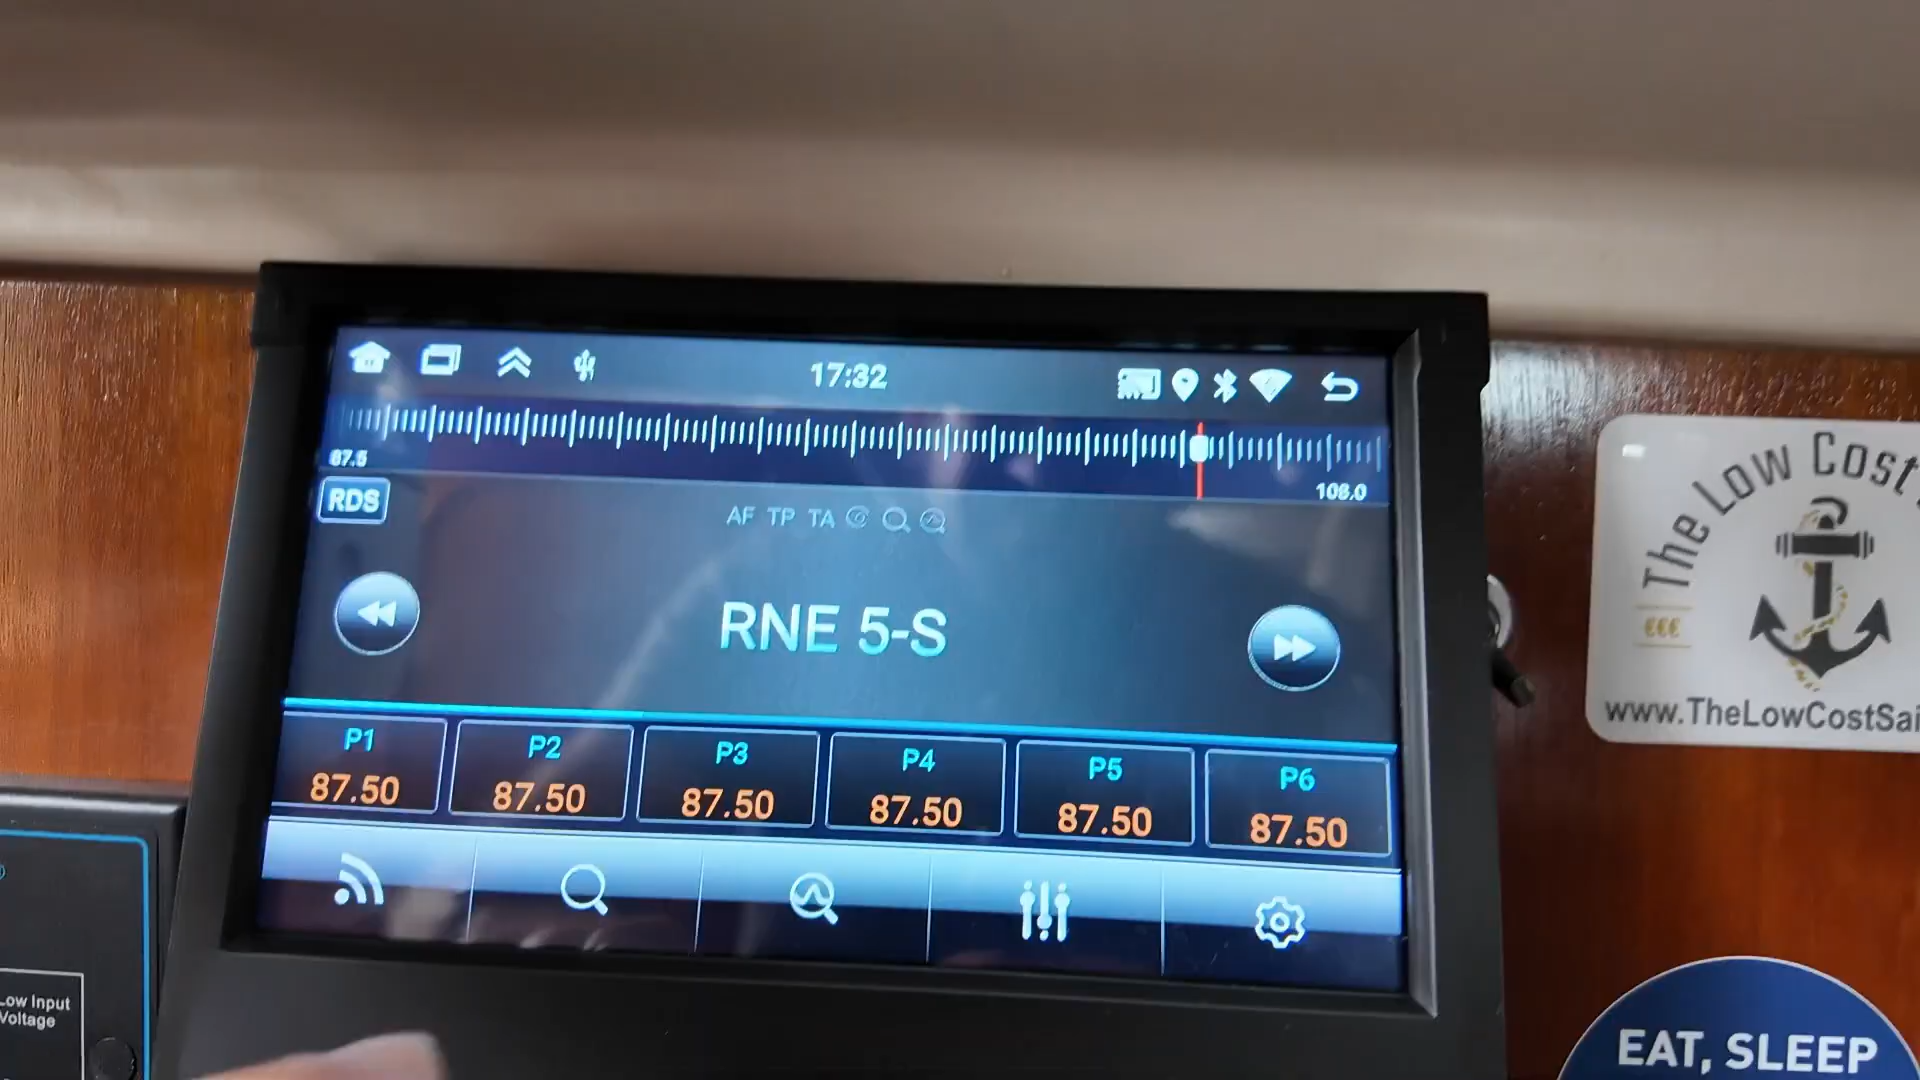 17:32
87.5
108.0
RDS
AF TP TA
RNE 5-S
P1
87.50
P2
87.50
P3
87.50
P4
87.50
P5
87.50
P6
87.50
The Low Cost
€€€
www.TheLowCostSai
EAT, SLEEP
Low Input
Voltage